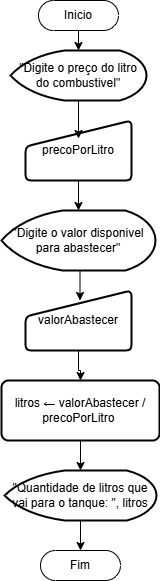 Inicio
"Digite o preço do litro
do combustivel"
precoPorLitro
"Digite o valor disponivel
para abastecer"
valorAbastecer
litros ← valorAbastecer /
precoPorLitro
"Quantidade de litros que
vai para o tanque: ", litros
Fim